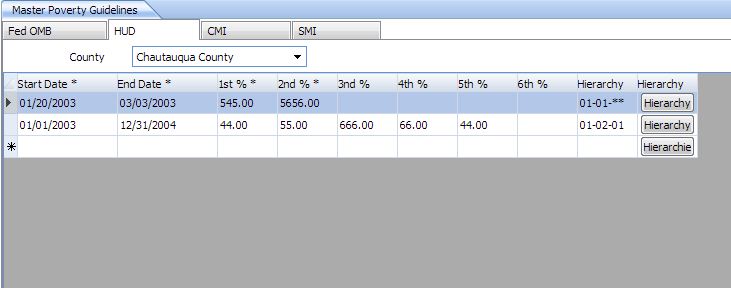 Master Poverty Guidelines
Fed OMB HUD CMI SMI
County Chautauqua County
Start Date * End Date * 1st % * 2nd % * 3nd % 4th % 5th % 6th % Hierarchy Hierarchy
01/20/2003 03/03/2003 545.00 5656.00 01-01-** Hierarchy
01/01/2003 12/31/2004 44.00 55.00 666.00 66.00 44.00 01-02-01 Hierarchy
* Hierarchie